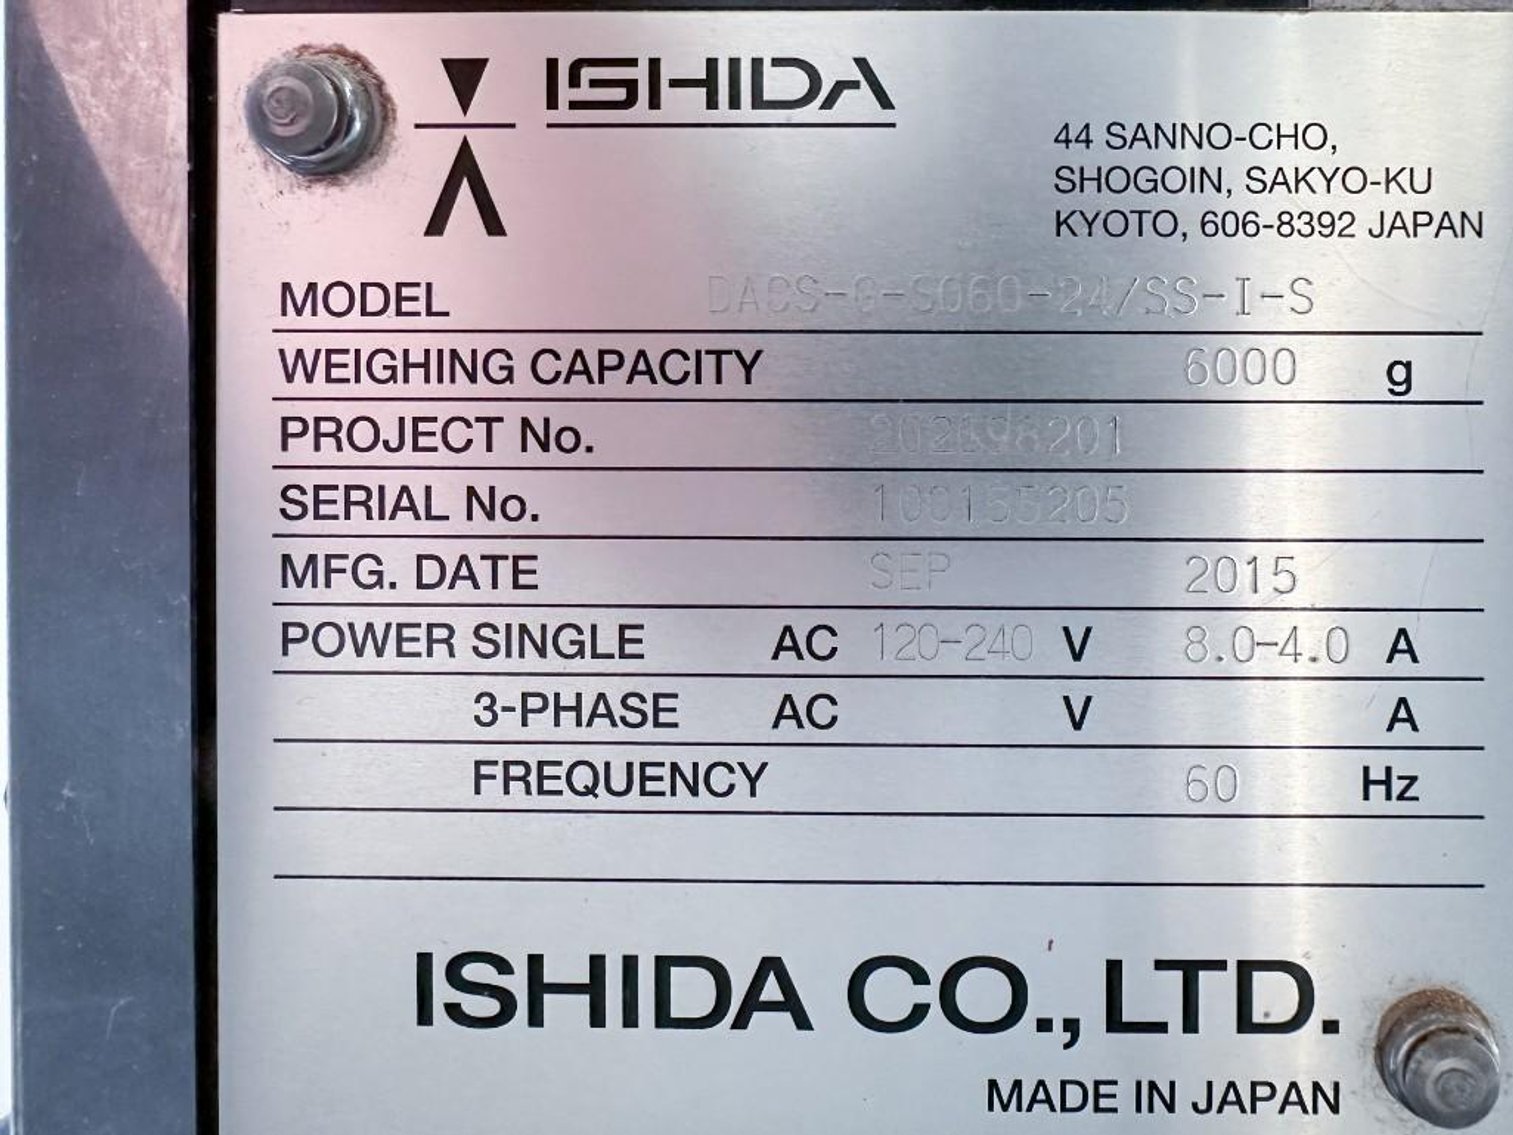 ISHIDA
44 SANNO-CHO,
SHOGOIN, SAKYO-KU
KYOTO, 606-8392 JAPAN
MODEL DACS-G-S060-24/SS-I-S
WEIGHING CAPACITY 6000 g
PROJECT No.
SERIAL No. 100155205
MFG. DATE SEP 2015
POWER SINGLE AC 120-240 V 8.0-4.0 A
3-PHASE AC V A
FREQUENCY 60 Hz
ISHIDA CO., LTD.
MADE IN JAPAN